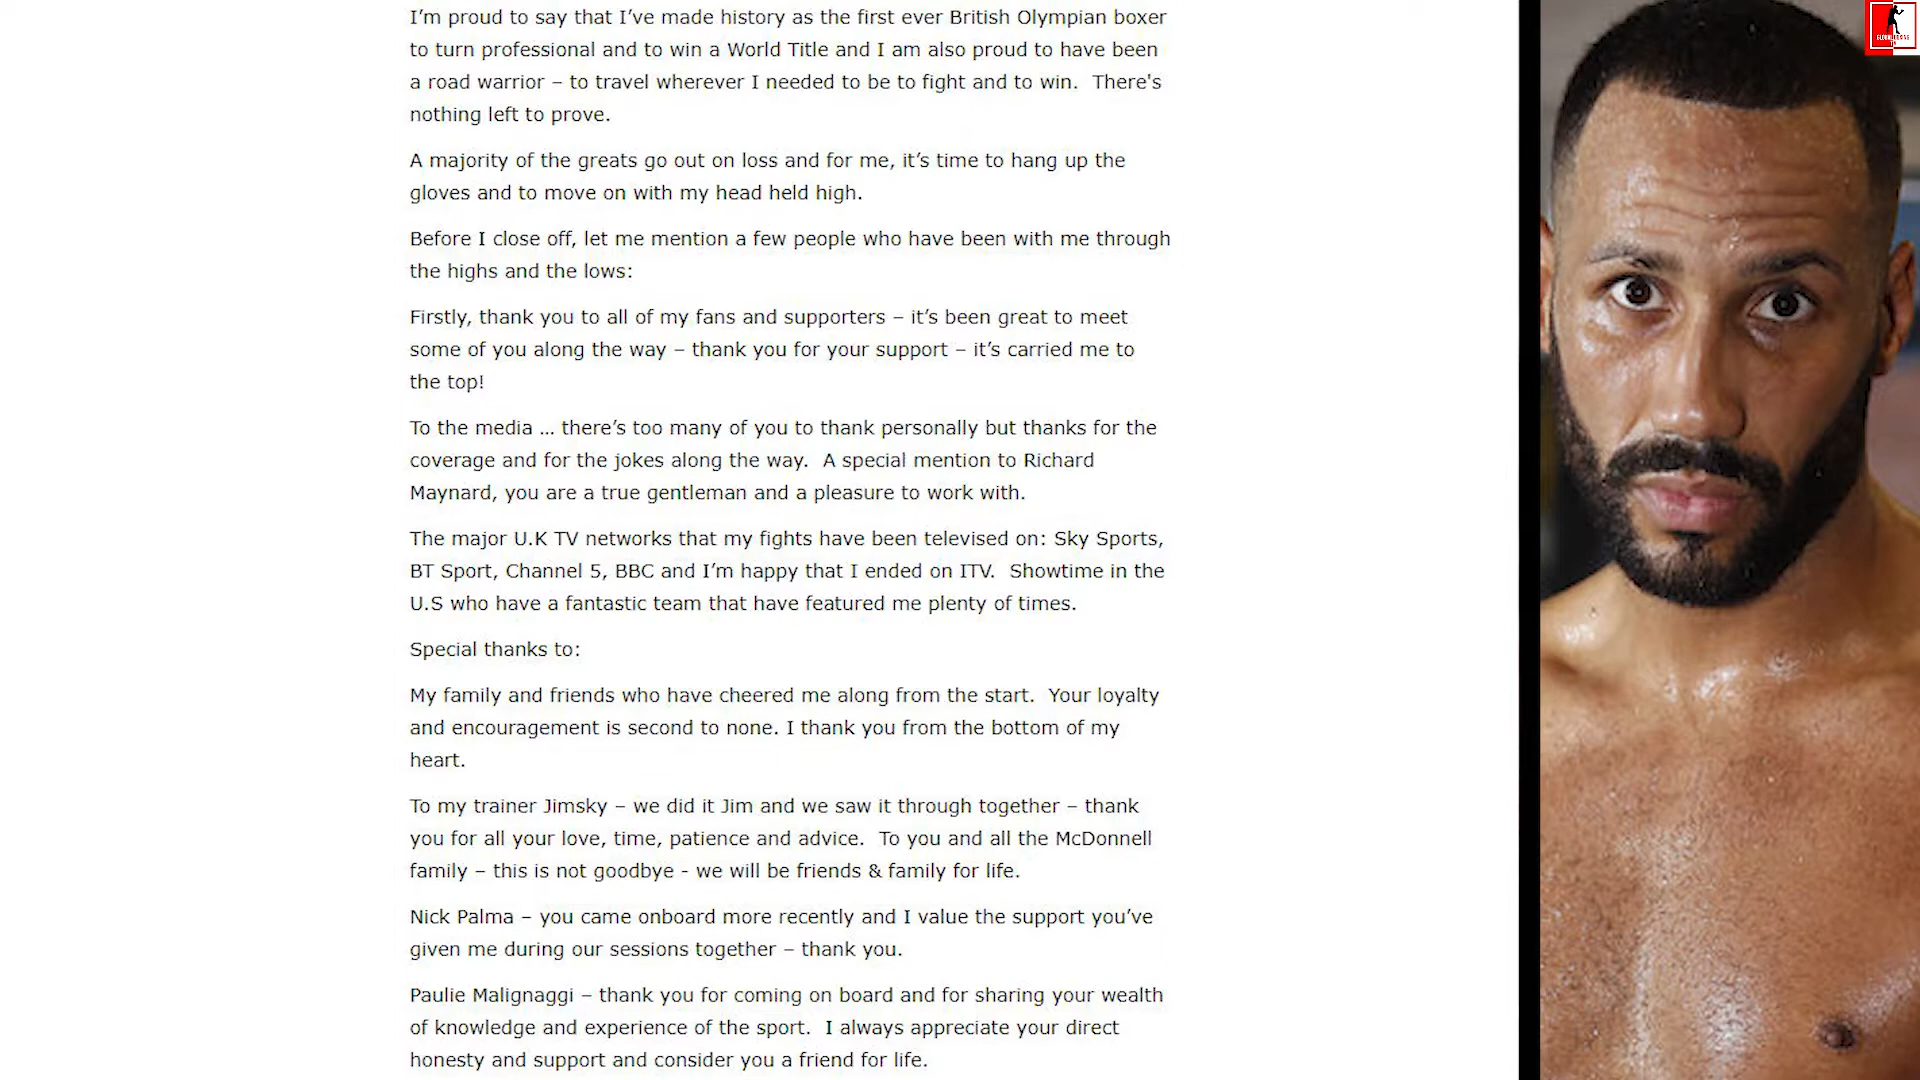 I’m proud to say that I’ve made history as the first ever British Olympian boxer
to turn professional and to win a World Title and I am also proud to have been
a road warrior – to travel wherever I needed to be to fight and to win.  There's
nothing left to prove.
A majority of the greats go out on loss and for me, it’s time to hang up the
gloves and to move on with my head held high.
Before I close off, let me mention a few people who have been with me through
the highs and the lows:
Firstly, thank you to all of my fans and supporters – it’s been great to meet
some of you along the way – thank you for your support – it’s carried me to
the top!
To the media ... there’s too many of you to thank personally but thanks for the
coverage and for the jokes along the way.  A special mention to Richard
Maynard, you are a true gentleman and a pleasure to work with.
The major U.K TV networks that my fights have been televised on: Sky Sports,
BT Sport, Channel 5, BBC and I’m happy that I ended on ITV.  Showtime in the
U.S who have a fantastic team that have featured me plenty of times.
Special thanks to:
My family and friends who have cheered me along from the start.  Your loyalty
and encouragement is second to none. I thank you from the bottom of my
heart.
To my trainer Jimsky – we did it Jim and we saw it through together – thank
you for all your love, time, patience and advice.  To you and all the McDonnell
family – this is not goodbye - we will be friends & family for life.
Nick Palma – you came onboard more recently and I value the support you’ve
given me during our sessions together – thank you.
Paulie Malignaggi – thank you for coming on board and for sharing your wealth
of knowledge and experience of the sport.  I always appreciate your direct
honesty and support and consider you a friend for life.